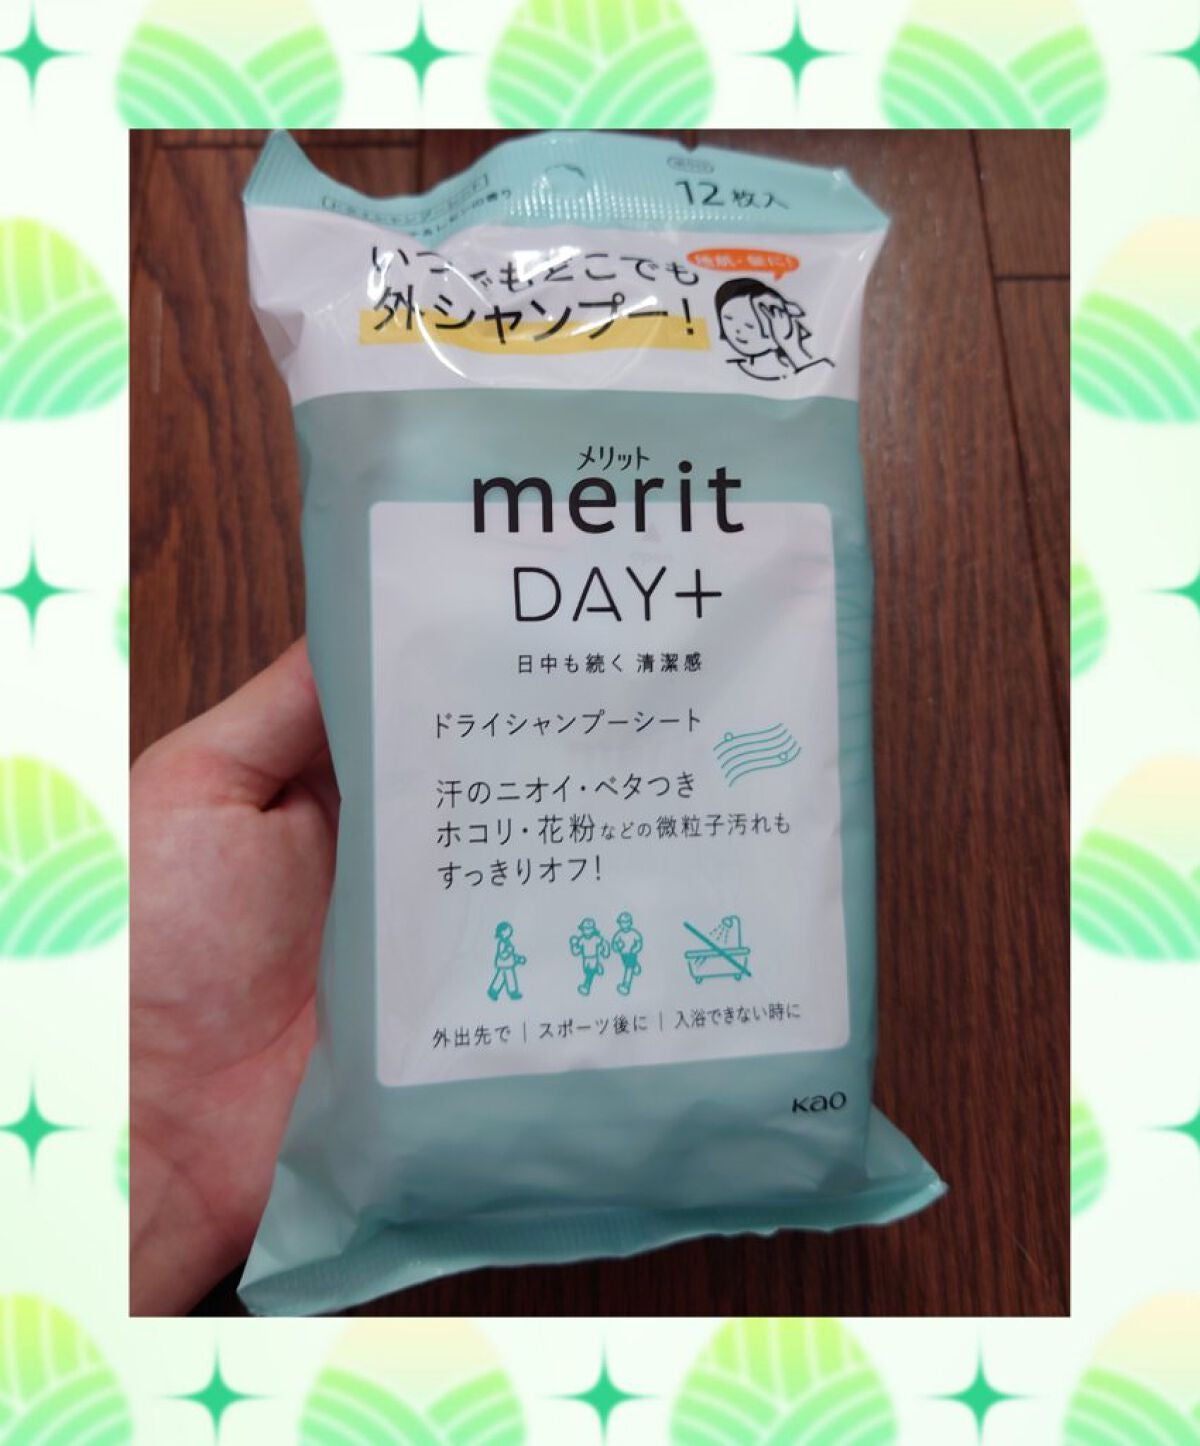 12枚入
いつでもどこでも
地肌・髪に!
外シャンプー!
メリット
merit
DAY+
日中も続く 清潔感
ドライシャンプーシート
汗のニオイ・ベタつき
ホコリ・花粉などの微粒子汚れも
すっきりオフ!
外出先で | スポーツ後に | 入浴できない時に
Kao